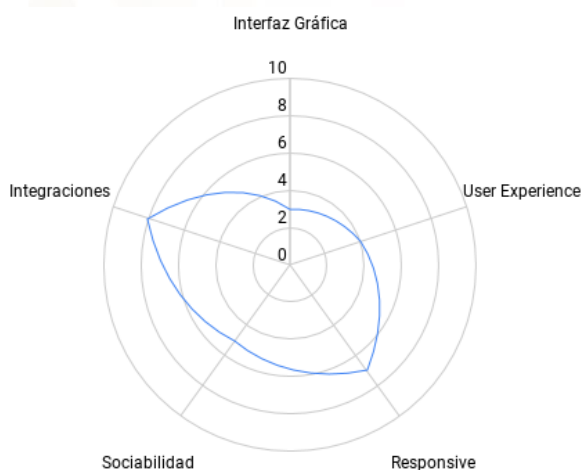 Interfaz Gráfica
10
8
6
4
2
0
Integraciones
User Experience
Sociabilidad
Responsive